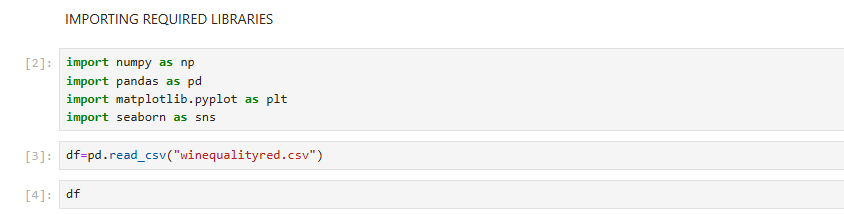 IMPORTING REQUIRED LIBRARIES
[2]: import numpy as np
import pandas as pd
import matplotlib.pyplot as plt
import seaborn as sns
[3]: df=pd.read_csv("winequalityred.csv")
[4]: df